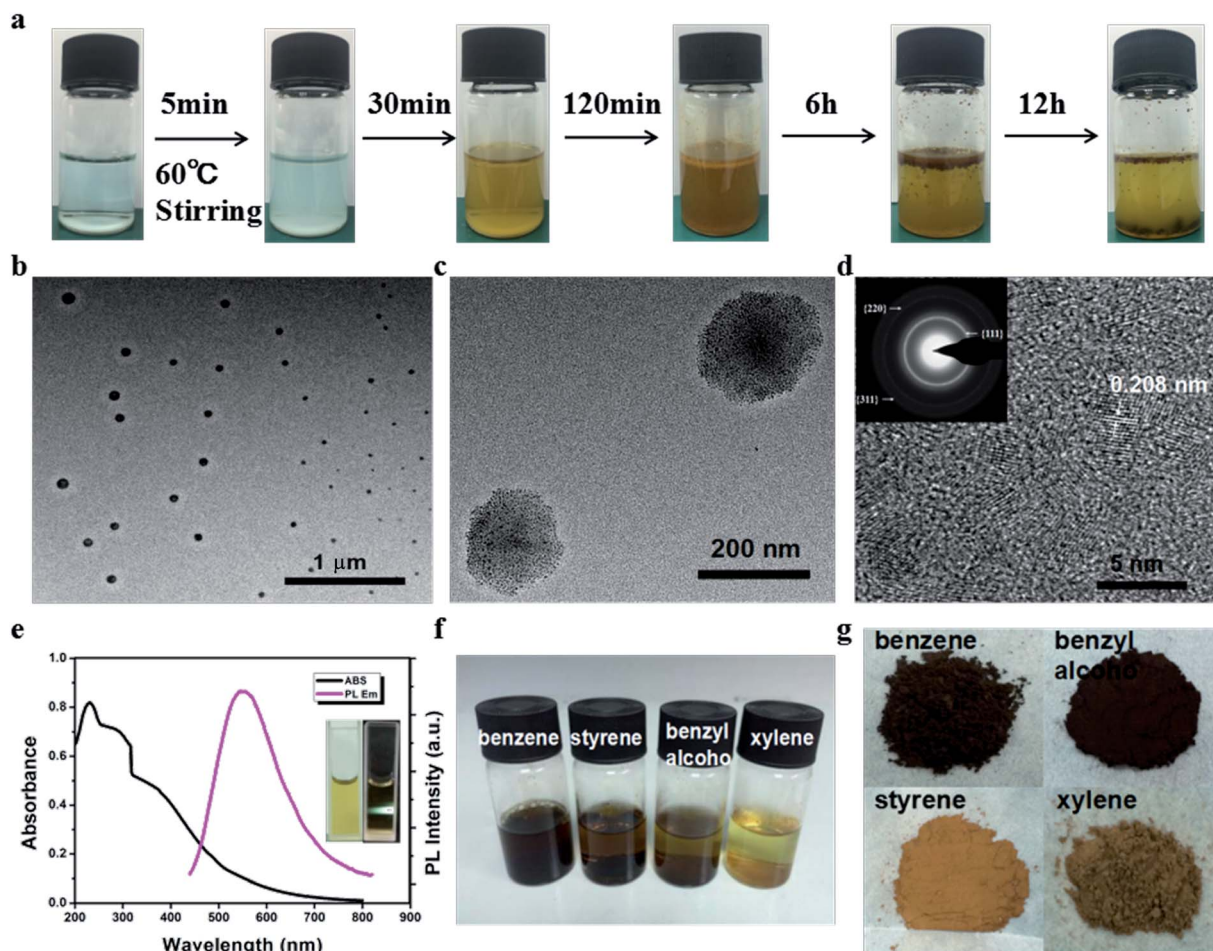 a
5min
60℃
Stirring
30min
120min
6h
12h
b
1 μm
c
200 nm
d
{220}
{111}
{311}
0.208 nm
5 nm
e
1.0
0.8
0.6
0.4
0.2
0.0
Absorbance
ABS
PL Em
PL Intensity (a.u.)
200 300 400 500 600 700 800 900
Wavelength (nm)
f
benzene
styrene
benzyl
alcoho
xylene
g
benzene
benzyl
alcoho
styrene
xylene